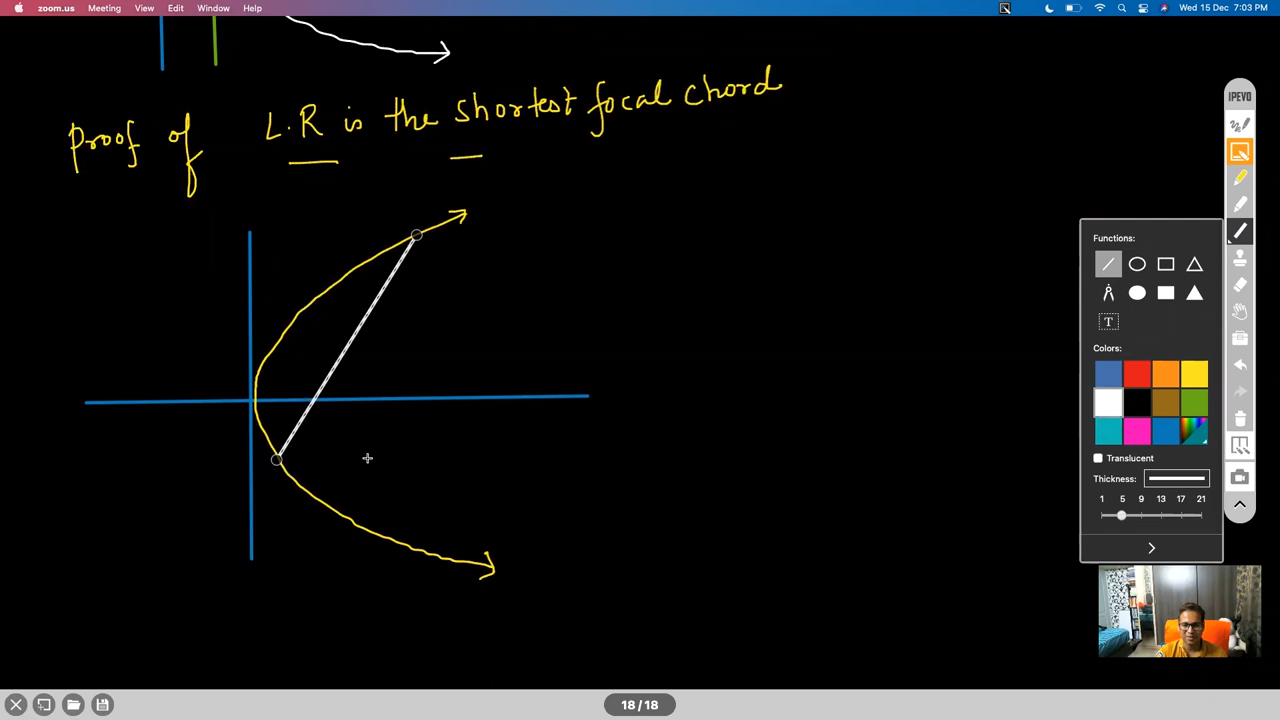 zoom.us Meeting View Edit Window Help Wed 15 Dec 7:03 PM
Proof of L.R is the shortest focal chord
IPEVO
Functions:
T
Colors:
Translucent
Thickness:
1 5 9 13 17 21
18 / 18